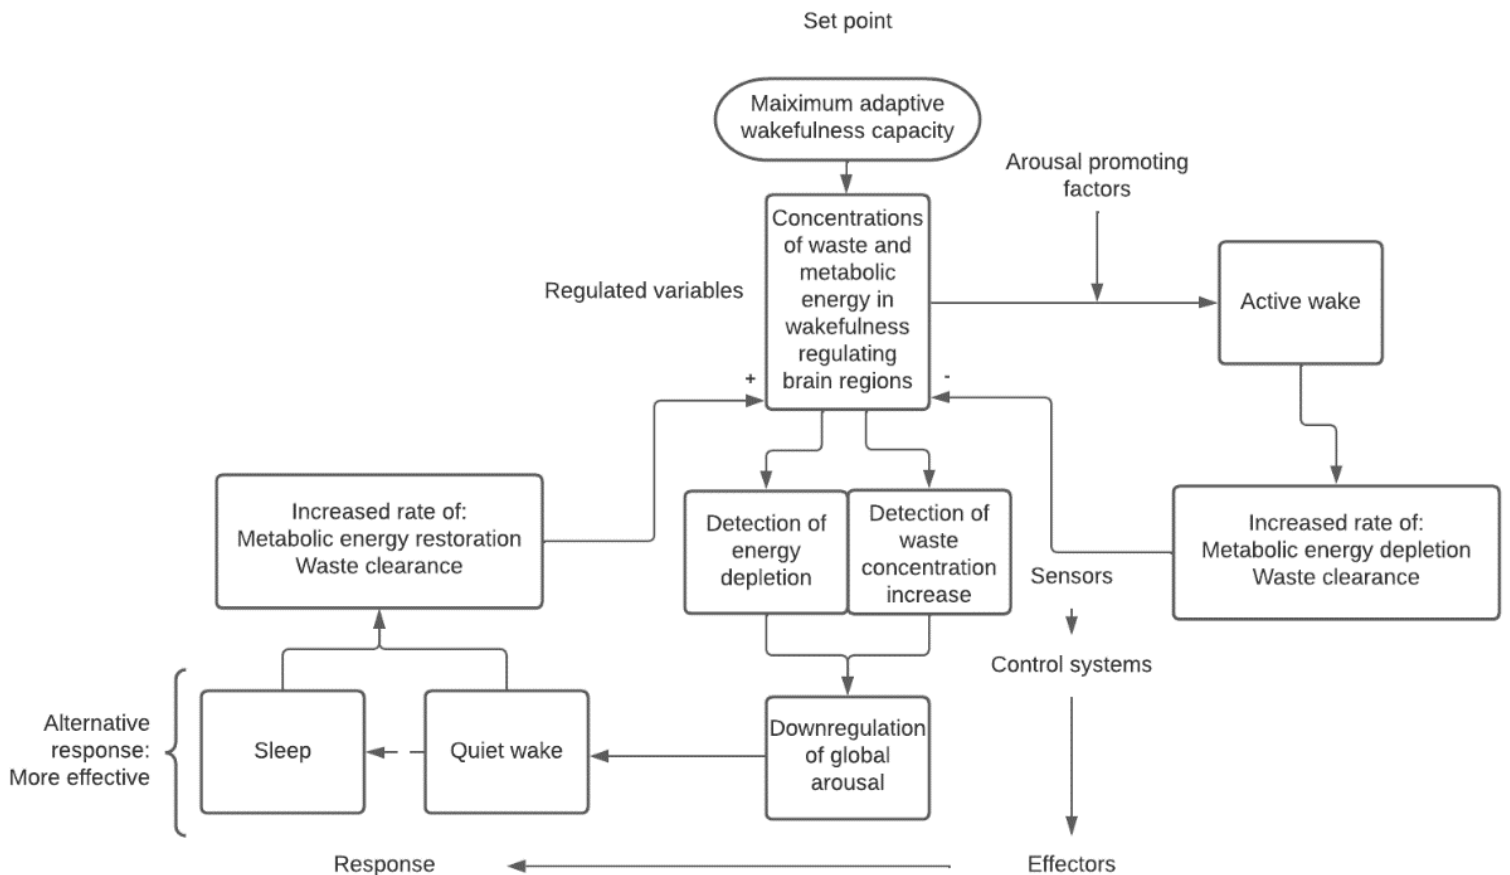 Set point
Maiximum adaptive
wakefulness capacity
Arousal promoting
factors
Concentrations
of waste and
metabolic
energy in
wakefulness
regulating
brain regions
Regulated variables
Active wake
+
-
Increased rate of:
Metabolic energy restoration
Waste clearance
Detection of
energy
depletion
Detection of
waste
concentration
increase
Sensors
Increased rate of:
Metabolic energy depletion
Waste clearance
Control systems
Alternative
response:
More effective
Sleep
Quiet wake
Downregulation
of global
arousal
Response
Effectors